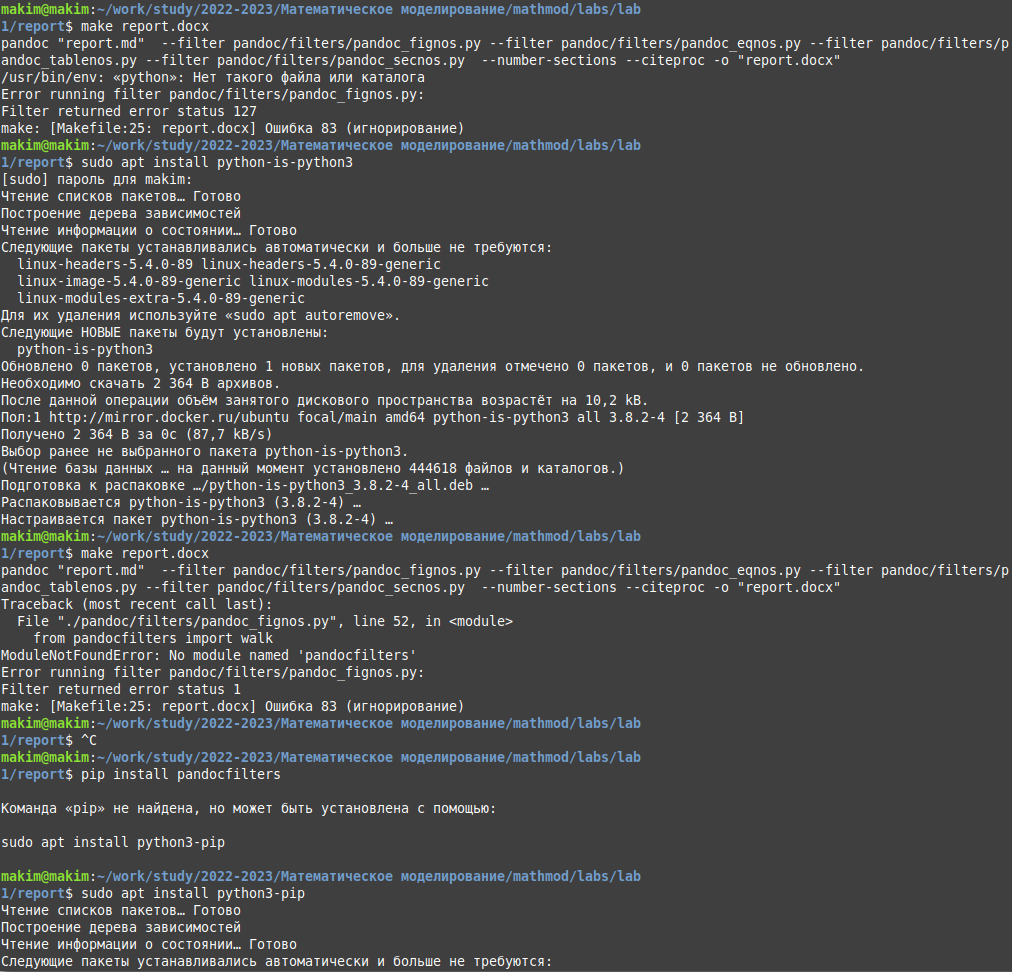 makim@makim:~/work/study/2022-2023/Математическое моделирование/mathmod/labs/lab
1/report$ make report.docx
pandoc "report.md"  --filter pandoc/filters/pandoc_fignos.py --filter pandoc/filters/pandoc_eqnos.py --filter pandoc/filters/p
andoc_tablenos.py --filter pandoc/filters/pandoc_secnos.py  --number-sections --citeproc -o "report.docx"
/usr/bin/env: «python»: Нет такого файла или каталога
Error running filter pandoc/filters/pandoc_fignos.py:
Filter returned error status 127
make: [Makefile:25: report.docx] Ошибка 83 (игнорирование)
makim@makim:~/work/study/2022-2023/Математическое моделирование/mathmod/labs/lab
1/report$ sudo apt install python-is-python3
[sudo] пароль для makim:
Чтение списков пакетов… Готово
Построение дерева зависимостей
Чтение информации о состоянии… Готово
Следующие пакеты устанавливались автоматически и больше не требуются:
  linux-headers-5.4.0-89 linux-headers-5.4.0-89-generic
  linux-image-5.4.0-89-generic linux-modules-5.4.0-89-generic
  linux-modules-extra-5.4.0-89-generic
Для их удаления используйте «sudo apt autoremove».
Следующие НОВЫЕ пакеты будут установлены:
  python-is-python3
Обновлено 0 пакетов, установлено 1 новых пакетов, для удаления отмечено 0 пакетов, и 0 пакетов не обновлено.
Необходимо скачать 2 364 B архивов.
После данной операции объём занятого дискового пространства возрастёт на 10,2 kB.
Пол:1 http://mirror.docker.ru/ubuntu focal/main amd64 python-is-python3 all 3.8.2-4 [2 364 B]
Получено 2 364 B за 0с (87,7 kB/s)
Выбор ранее не выбранного пакета python-is-python3.
(Чтение базы данных … на данный момент установлено 444618 файлов и каталогов.)
Подготовка к распаковке …/python-is-python3_3.8.2-4_all.deb …
Распаковывается python-is-python3 (3.8.2-4) …
Настраивается пакет python-is-python3 (3.8.2-4) …
makim@makim:~/work/study/2022-2023/Математическое моделирование/mathmod/labs/lab
1/report$ make report.docx
pandoc "report.md"  --filter pandoc/filters/pandoc_fignos.py --filter pandoc/filters/pandoc_eqnos.py --filter pandoc/filters/p
andoc_tablenos.py --filter pandoc/filters/pandoc_secnos.py  --number-sections --citeproc -o "report.docx"
Traceback (most recent call last):
  File "./pandoc/filters/pandoc_fignos.py", line 52, in <module>
    from pandocfilters import walk
ModuleNotFoundError: No module named 'pandocfilters'
Error running filter pandoc/filters/pandoc_fignos.py:
Filter returned error status 1
make: [Makefile:25: report.docx] Ошибка 83 (игнорирование)
makim@makim:~/work/study/2022-2023/Математическое моделирование/mathmod/labs/lab
1/report$ ^C
makim@makim:~/work/study/2022-2023/Математическое моделирование/mathmod/labs/lab
1/report$ pip install pandocfilters
Команда «pip» не найдена, но может быть установлена с помощью:
sudo apt install python3-pip
makim@makim:~/work/study/2022-2023/Математическое моделирование/mathmod/labs/lab
1/report$ sudo apt install python3-pip
Чтение списков пакетов… Готово
Построение дерева зависимостей
Чтение информации о состоянии… Готово
Следующие пакеты устанавливались автоматически и больше не требуются: